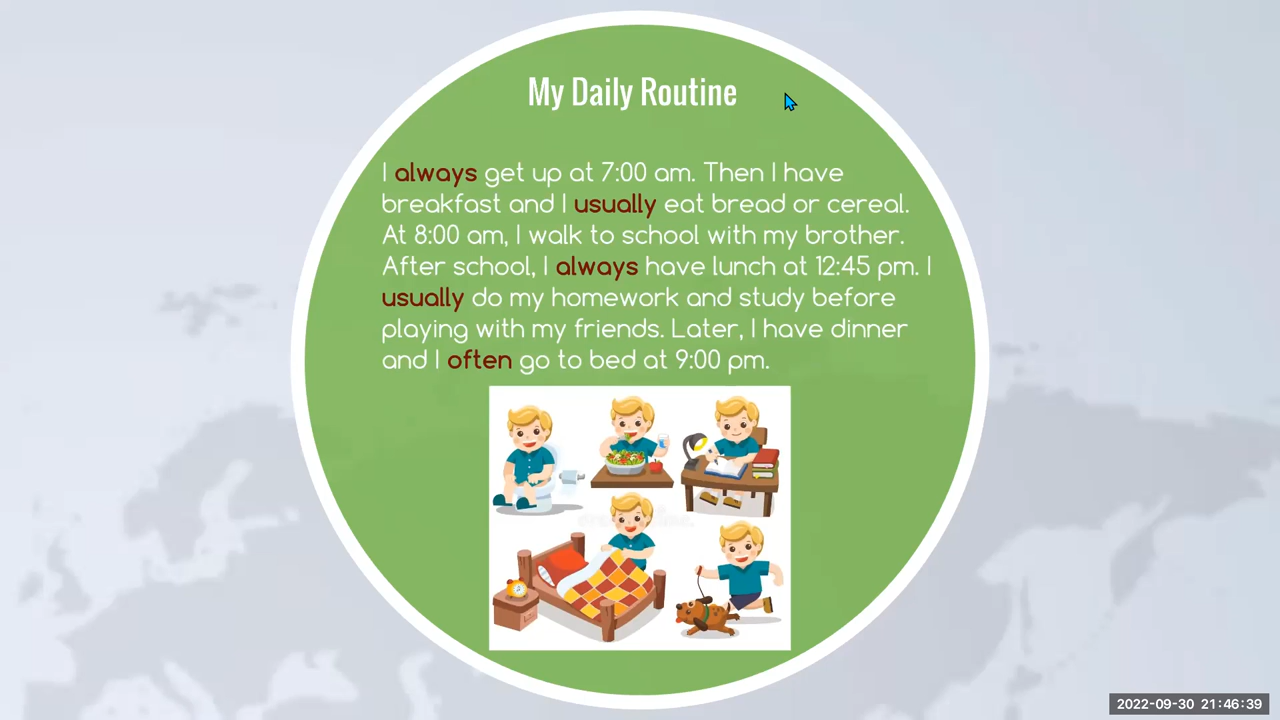 My Daily Routine
I always get up at 7:00 am. Then I have
breakfast and I usually eat bread or cereal.
At 8:00 am, I walk to school with my brother.
After school, I always have lunch at 12:45 pm. I
usually do my homework and study before
playing with my friends. Later, I have dinner
and I often go to bed at 9:00 pm.
2022-09-30 21:46:39